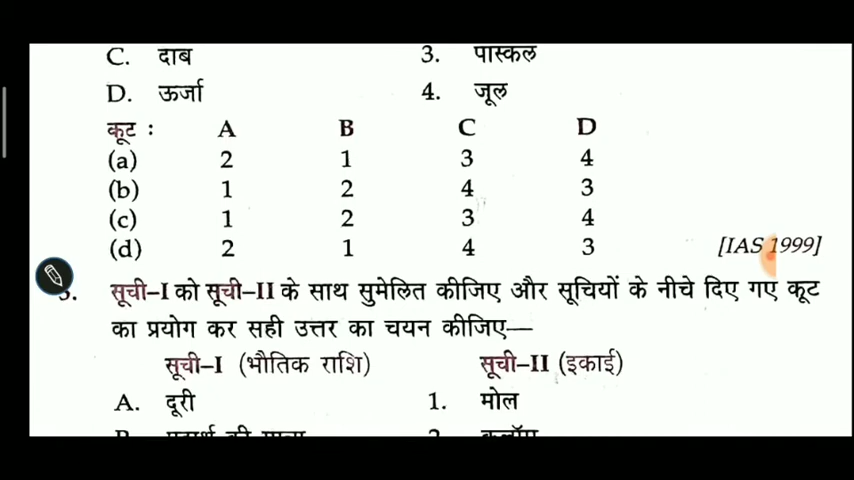 C. दाब 3. पास्कल
D. ऊर्जा 4. जूल
कूट : A B C D
(a) 2 1 3 4
(b) 1 2 4 3
(c) 1 2 3 4
(d) 2 1 4 3 [IAS 1999]
सूची–I को सूची–II के साथ सुमेलित कीजिए और सूचियों के नीचे दिए गए कूट
का प्रयोग कर सही उत्तर का चयन कीजिए—
सूची–I (भौतिक राशि) सूची–II (इकाई)
A. दूरी 1. मोल